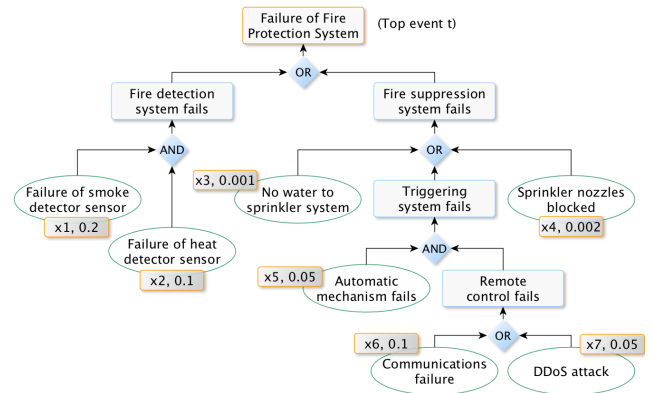 Failure of Fire
Protection System
(Top event t)
OR
Fire detection
system fails
Fire suppression
system fails
AND
OR
x3, 0.001
Failure of smoke
detector sensor
x1, 0.2
No water to
sprinkler system
Triggering
system fails
Sprinkler nozzles
blocked
x4, 0.002
Failure of heat
detector sensor
x2, 0.1
AND
x5, 0.05
Automatic
mechanism fails
Remote
control fails
OR
x6, 0.1
x7, 0.05
Communications
failure
DDoS attack